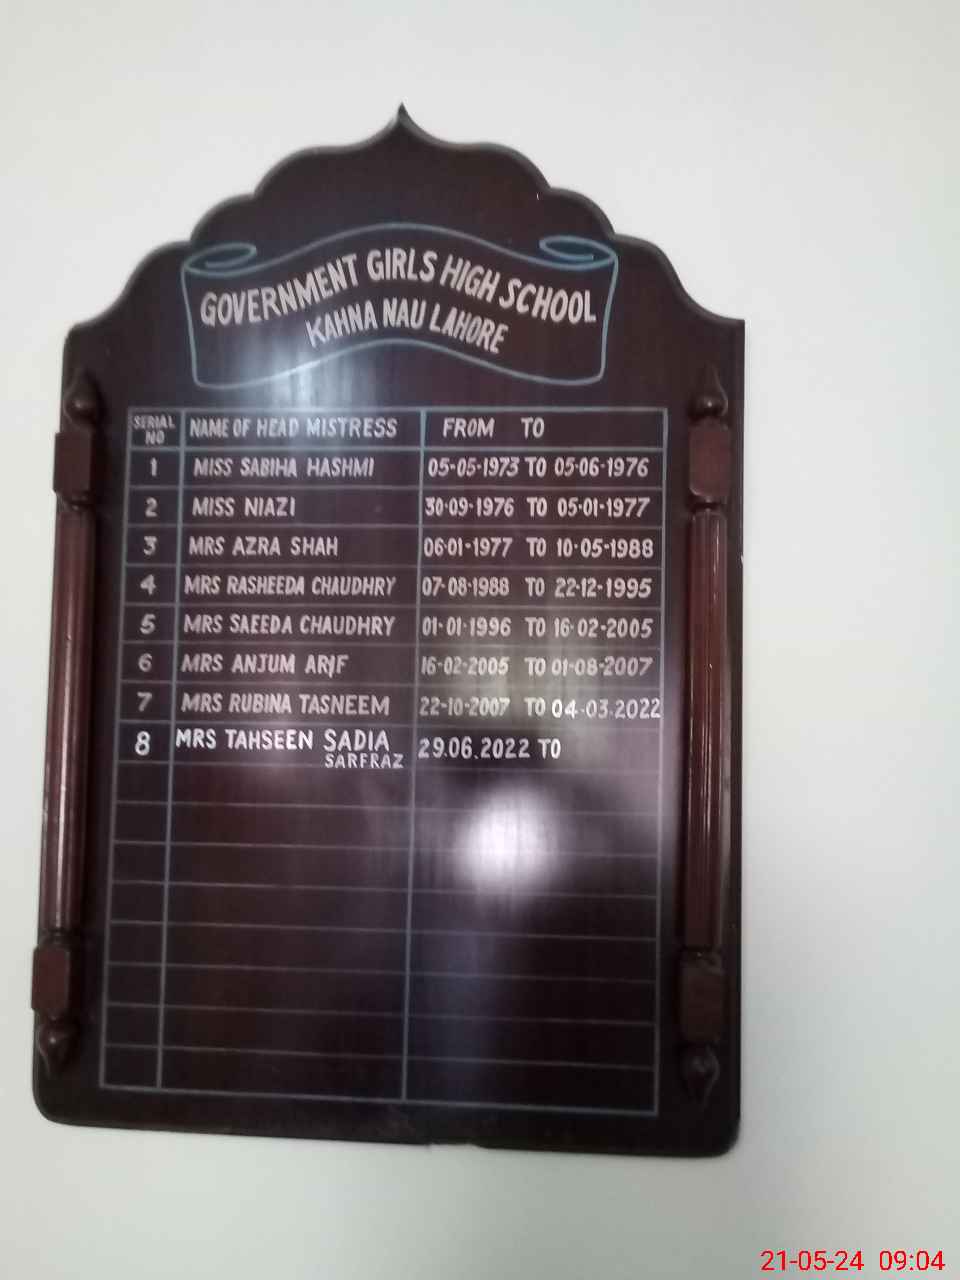 GOVERNMENT GIRLS HIGH SCHOOL
KAHNA NAU LAHORE
SERIAL NO NAME OF HEAD MISTRESS FROM TO
1 MISS SABIHA HASHMI 05-05-1973 TO 05-06-1976
2 MISS NIAZI 30-09-1976 TO 05-01-1977
3 MRS AZRA SHAH 06-01-1977 TO 10-05-1988
4 MRS RASHEEDA CHAUDHRY 07-08-1988 TO 22-12-1995
5 MRS SAEEDA CHAUDHRY 01-01-1996 TO 16-02-2005
6 MRS ANJUM ARIF 16-02-2005 TO 01-08-2007
7 MRS RUBINA TASNEEM 22-10-2007 TO 04-03.2022
8 MRS TAHSEEN SADIA 29.06.2022 TO
SARFRAZ
21-05-24 09:04